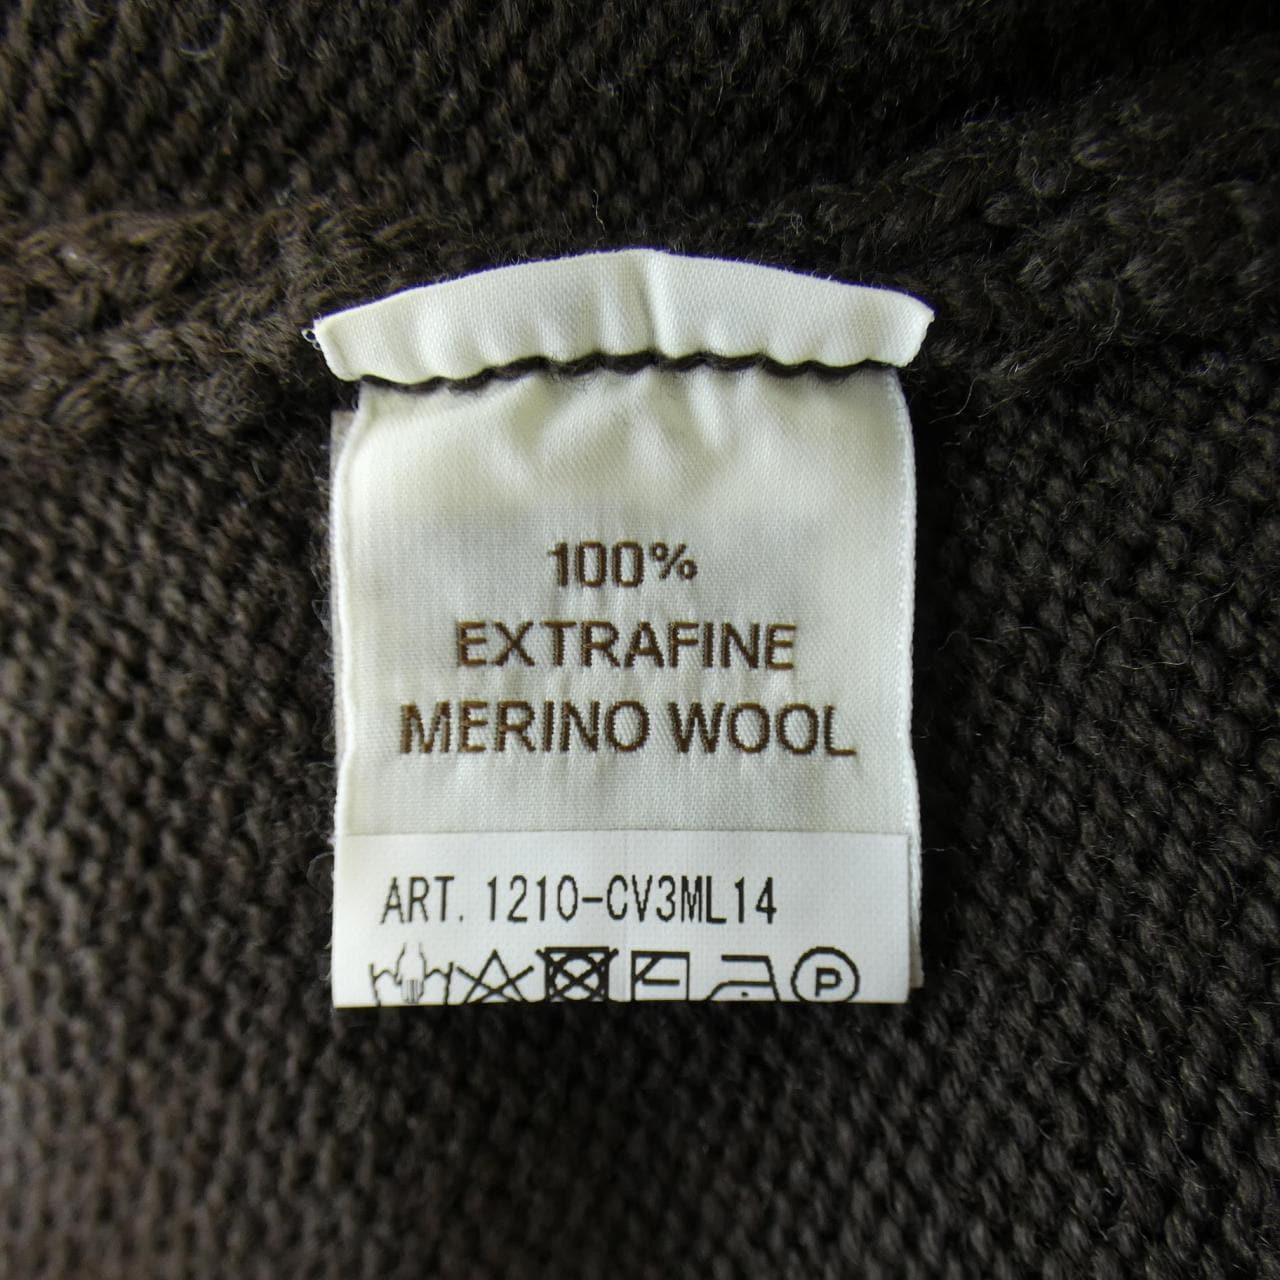 100%
EXTRAFINE
MERINO WOOL
ART. 1210-CV3ML14
P